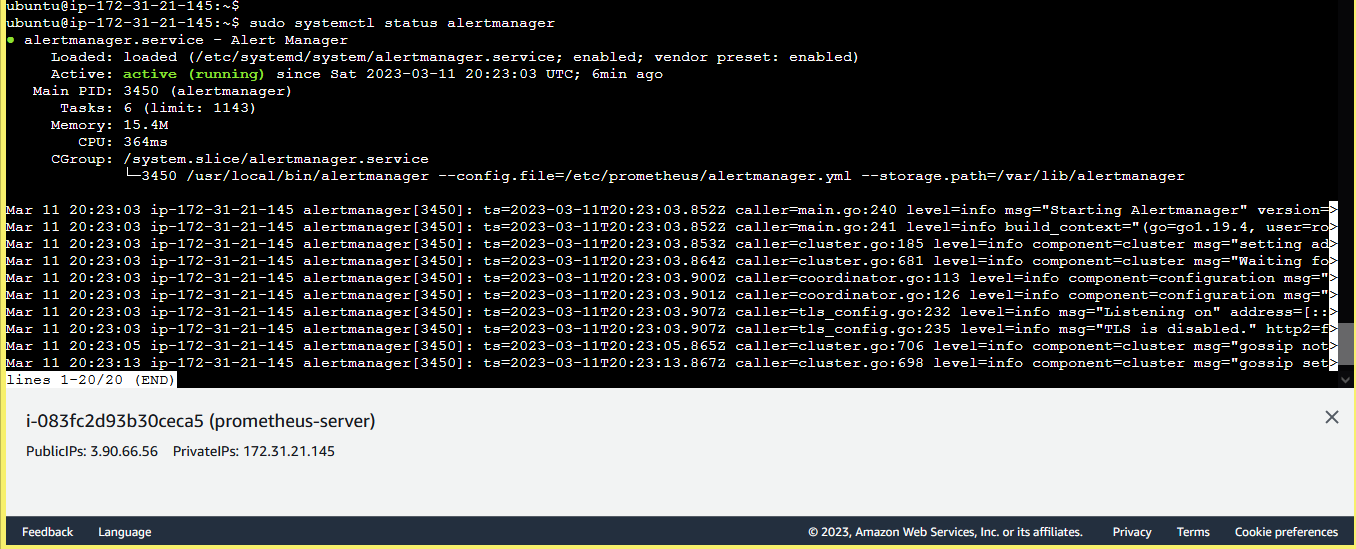 ubuntu@ip-172-31-21-145:~$
ubuntu@ip-172-31-21-145:~$ sudo systemctl status alertmanager
● alertmanager.service - Alert Manager
Loaded: loaded (/etc/systemd/system/alertmanager.service; enabled; vendor preset: enabled)
Active: active (running) since Sat 2023-03-11 20:23:03 UTC; 6min ago
Main PID: 3450 (alertmanager)
Tasks: 6 (limit: 1143)
Memory: 15.4M
CPU: 364ms
CGroup: /system.slice/alertmanager.service
└─3450 /usr/local/bin/alertmanager --config.file=/etc/prometheus/alertmanager.yml --storage.path=/var/lib/alertmanager
Mar 11 20:23:03 ip-172-31-21-145 alertmanager[3450]: ts=2023-03-11T20:23:03.852Z caller=main.go:240 level=info msg="Starting Alertmanager" version=>
Mar 11 20:23:03 ip-172-31-21-145 alertmanager[3450]: ts=2023-03-11T20:23:03.852Z caller=main.go:241 level=info build_context="(go=go1.19.4, user=ro>
Mar 11 20:23:03 ip-172-31-21-145 alertmanager[3450]: ts=2023-03-11T20:23:03.853Z caller=cluster.go:185 level=info component=cluster msg="setting ad>
Mar 11 20:23:03 ip-172-31-21-145 alertmanager[3450]: ts=2023-03-11T20:23:03.864Z caller=cluster.go:681 level=info component=cluster msg="Waiting fo>
Mar 11 20:23:03 ip-172-31-21-145 alertmanager[3450]: ts=2023-03-11T20:23:03.900Z caller=coordinator.go:113 level=info component=configuration msg=">
Mar 11 20:23:03 ip-172-31-21-145 alertmanager[3450]: ts=2023-03-11T20:23:03.901Z caller=coordinator.go:126 level=info component=configuration msg=">
Mar 11 20:23:03 ip-172-31-21-145 alertmanager[3450]: ts=2023-03-11T20:23:03.907Z caller=tls_config.go:232 level=info msg="Listening on" address=[::>
Mar 11 20:23:03 ip-172-31-21-145 alertmanager[3450]: ts=2023-03-11T20:23:03.907Z caller=tls_config.go:235 level=info msg="TLS is disabled." http2=f>
Mar 11 20:23:05 ip-172-31-21-145 alertmanager[3450]: ts=2023-03-11T20:23:05.865Z caller=cluster.go:706 level=info component=cluster msg="gossip not>
Mar 11 20:23:13 ip-172-31-21-145 alertmanager[3450]: ts=2023-03-11T20:23:13.867Z caller=cluster.go:698 level=info component=cluster msg="gossip set>
lines 1-20/20 (END)
i-083fc2d93b30ceca5 (prometheus-server)
PublicIPs: 3.90.66.56 PrivateIPs: 172.31.21.145
Feedback Language © 2023, Amazon Web Services, Inc. or its affiliates. Privacy Terms Cookie preferences